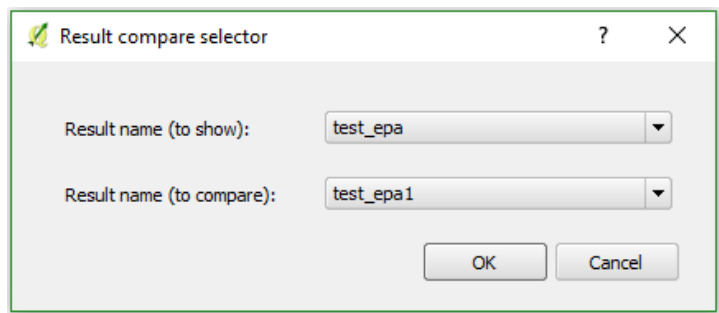 Result compare selector ?
Result name (to show): test_epa
Result name (to compare): test_epa1
OK Cancel